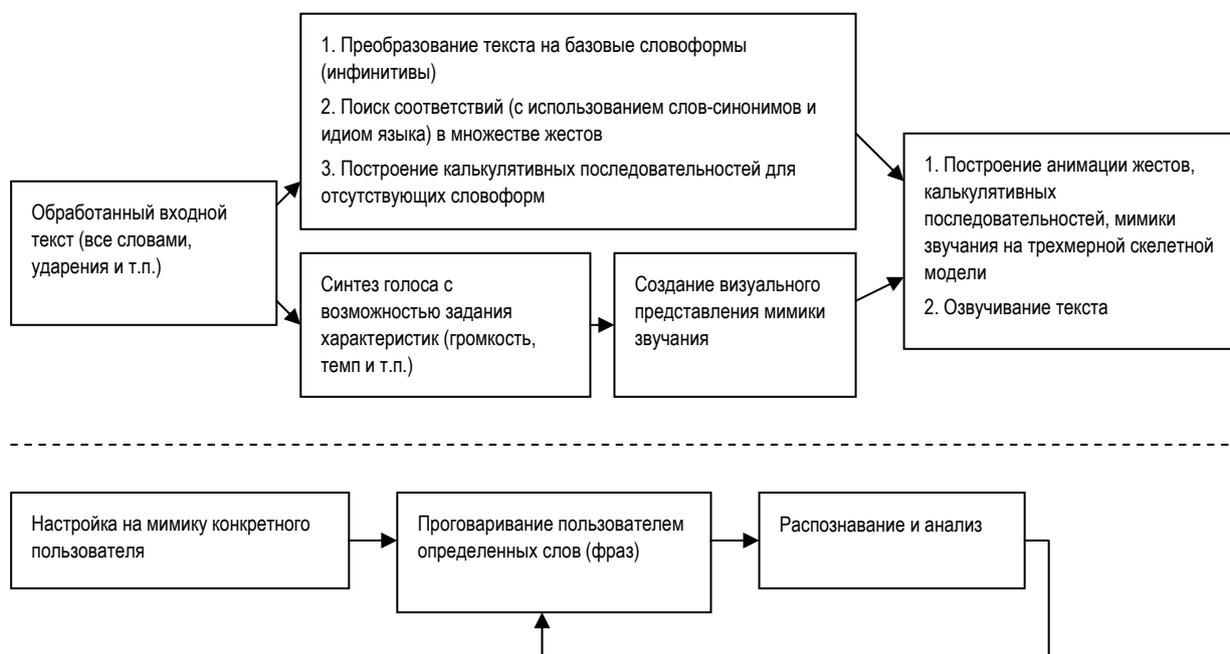 1. Преобразование текста на базовые словоформы
(инфинитивы)
2. Поиск соответствий (с использованием слов-синонимов и
идиом языка) в множестве жестов
3. Построение калькулятивных последовательностей для
отсутствующих словоформ
Обработанный входной
текст (все словами,
ударения и т.п.)
Синтез голоса с
возможностью задания
характеристик (громкость,
темп и т.п.)
Создание визуального
представления мимики
звучания
1. Построение анимации жестов,
калькулятивных
последовательностей, мимики
звучания на трехмерной скелетной
модели
2. Озвучивание текста
Настройка на мимику конкретного
пользователя
Проговаривание пользователем
определенных слов (фраз)
Распознавание и анализ